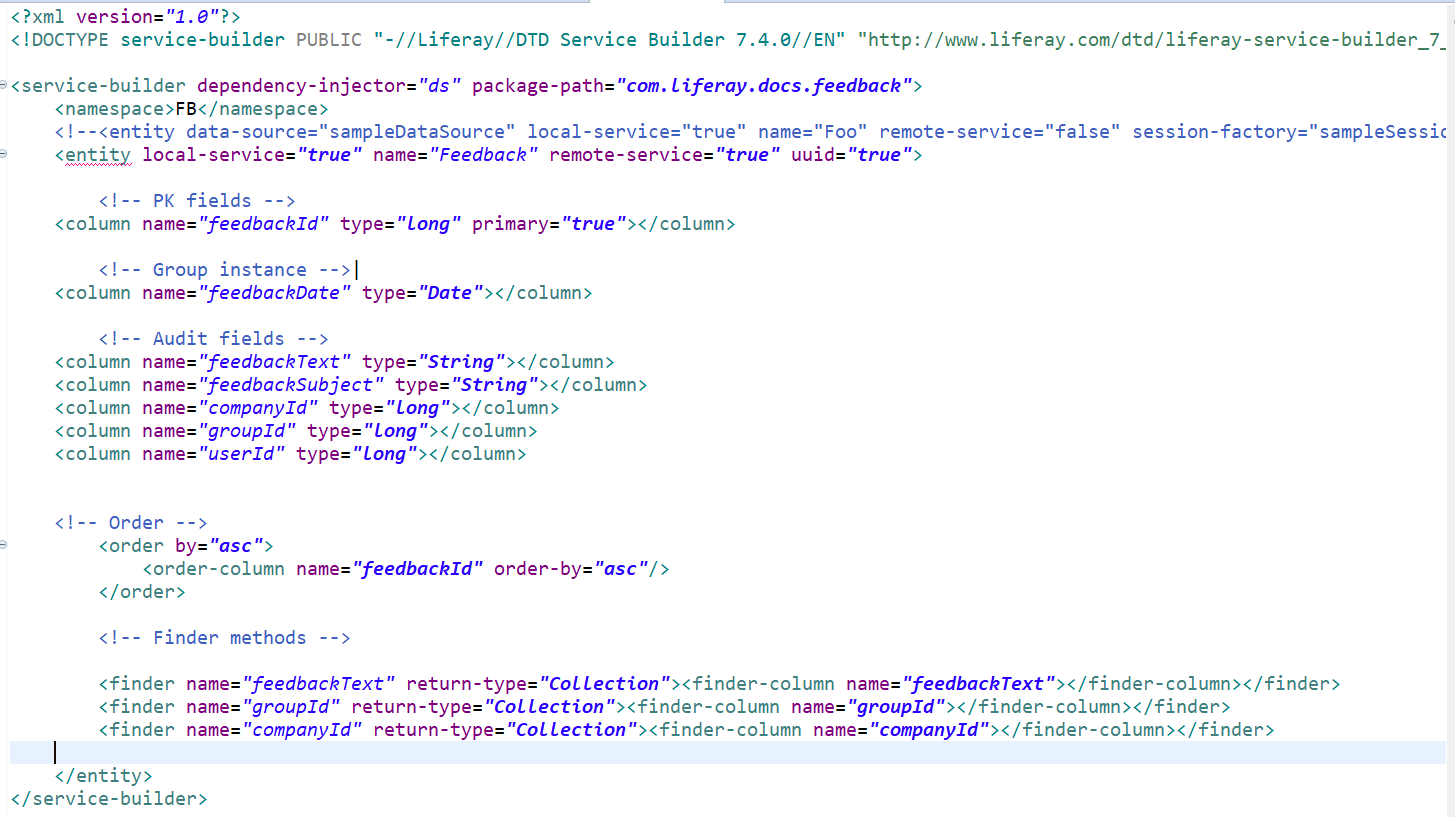 <?xml version="1.0"?>
<!DOCTYPE service-builder PUBLIC "-//Liferay//DTD Service Builder 7.4.0//EN" "http://www.liferay.com/dtd/liferay-service-builder_7_
<service-builder dependency-injector="ds" package-path="com.liferay.docs.feedback">
    <namespace>FB</namespace>
    <!--<entity data-source="sampleDataSource" local-service="true" name="Foo" remote-service="false" session-factory="sampleSessio
    <entity local-service="true" name="Feedback" remote-service="true" uuid="true">
        <!-- PK fields -->
    <column name="feedbackId" type="long" primary="true"></column>
        <!-- Group instance -->
    <column name="feedbackDate" type="Date"></column>
        <!-- Audit fields -->
    <column name="feedbackText" type="String"></column>
    <column name="feedbackSubject" type="String"></column>
    <column name="companyId" type="long"></column>
    <column name="groupId" type="long"></column>
    <column name="userId" type="long"></column>
    <!-- Order -->
        <order by="asc">
            <order-column name="feedbackId" order-by="asc"/>
        </order>
        <!-- Finder methods -->
        <finder name="feedbackText" return-type="Collection"><finder-column name="feedbackText"></finder-column></finder>
        <finder name="groupId" return-type="Collection"><finder-column name="groupId"></finder-column></finder>
        <finder name="companyId" return-type="Collection"><finder-column name="companyId"></finder-column></finder>
    </entity>
</service-builder>